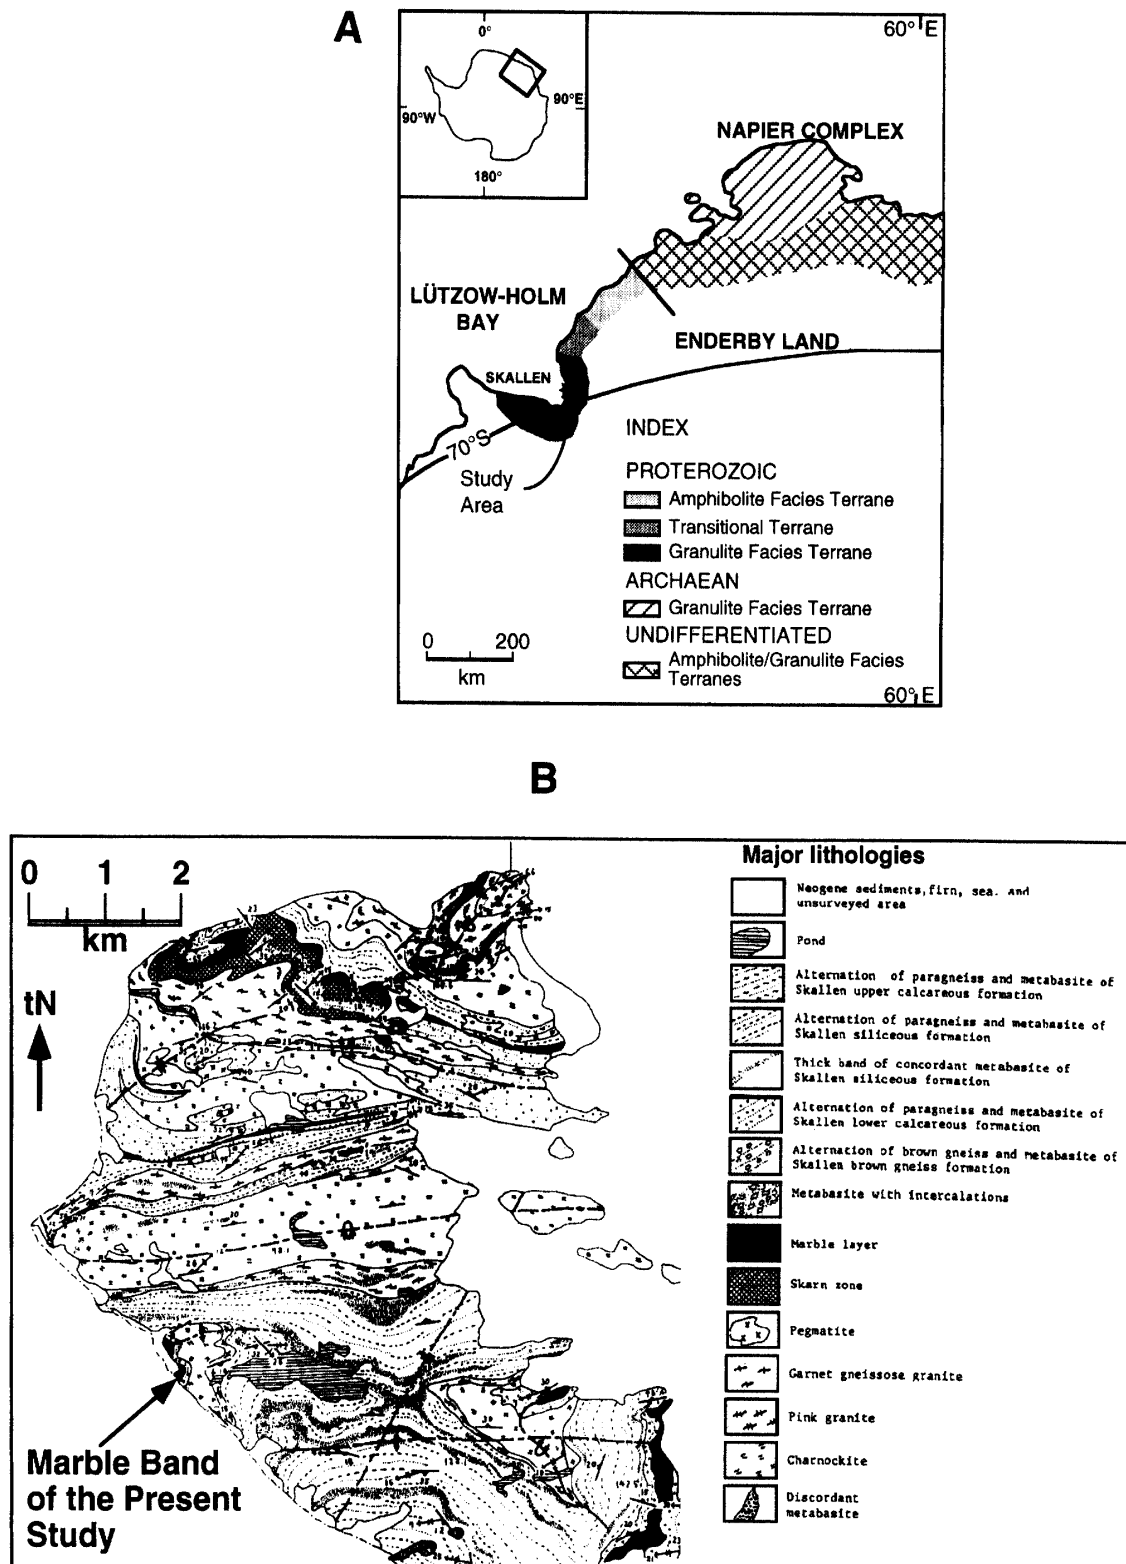 A
0°
90°E
90°W
180°
60° E
NAPIER COMPLEX
LÜTZOW-HOLM
BAY
ENDERBY LAND
SKALLEN
70°S
Study
Area
INDEX
PROTEROZOIC
Amphibolite Facies Terrane
Transitional Terrane
Granulite Facies Terrane
ARCHAEAN
Granulite Facies Terrane
UNDIFFERENTIATED
Amphibolite/Granulite Facies
Terranes
0 200
km
60° E
B
0 1 2
km
tN
Marble Band
of the Present
Study
Major lithologies
Neogene sediments, firn, sea. and
unsurveyed area
Pond
Alternation of paragneiss and metabasite of
Skallen upper calcareous formation
Alternation of paragneiss and metabasite of
Skallen siliceous formation
Thick band of concordant metabasite of
Skallen siliceous formation
Alternation of paragneiss and metabasite of
Skallen lower calcareous formation
Alternation of brown gneiss and metabasite of
Skallen brown gneiss formation
Metabasite with intercalations
Marble layer
Skarn zone
Pegmatite
Garnet gneissose granite
Pink granite
Charnockite
Discordant
metabasite